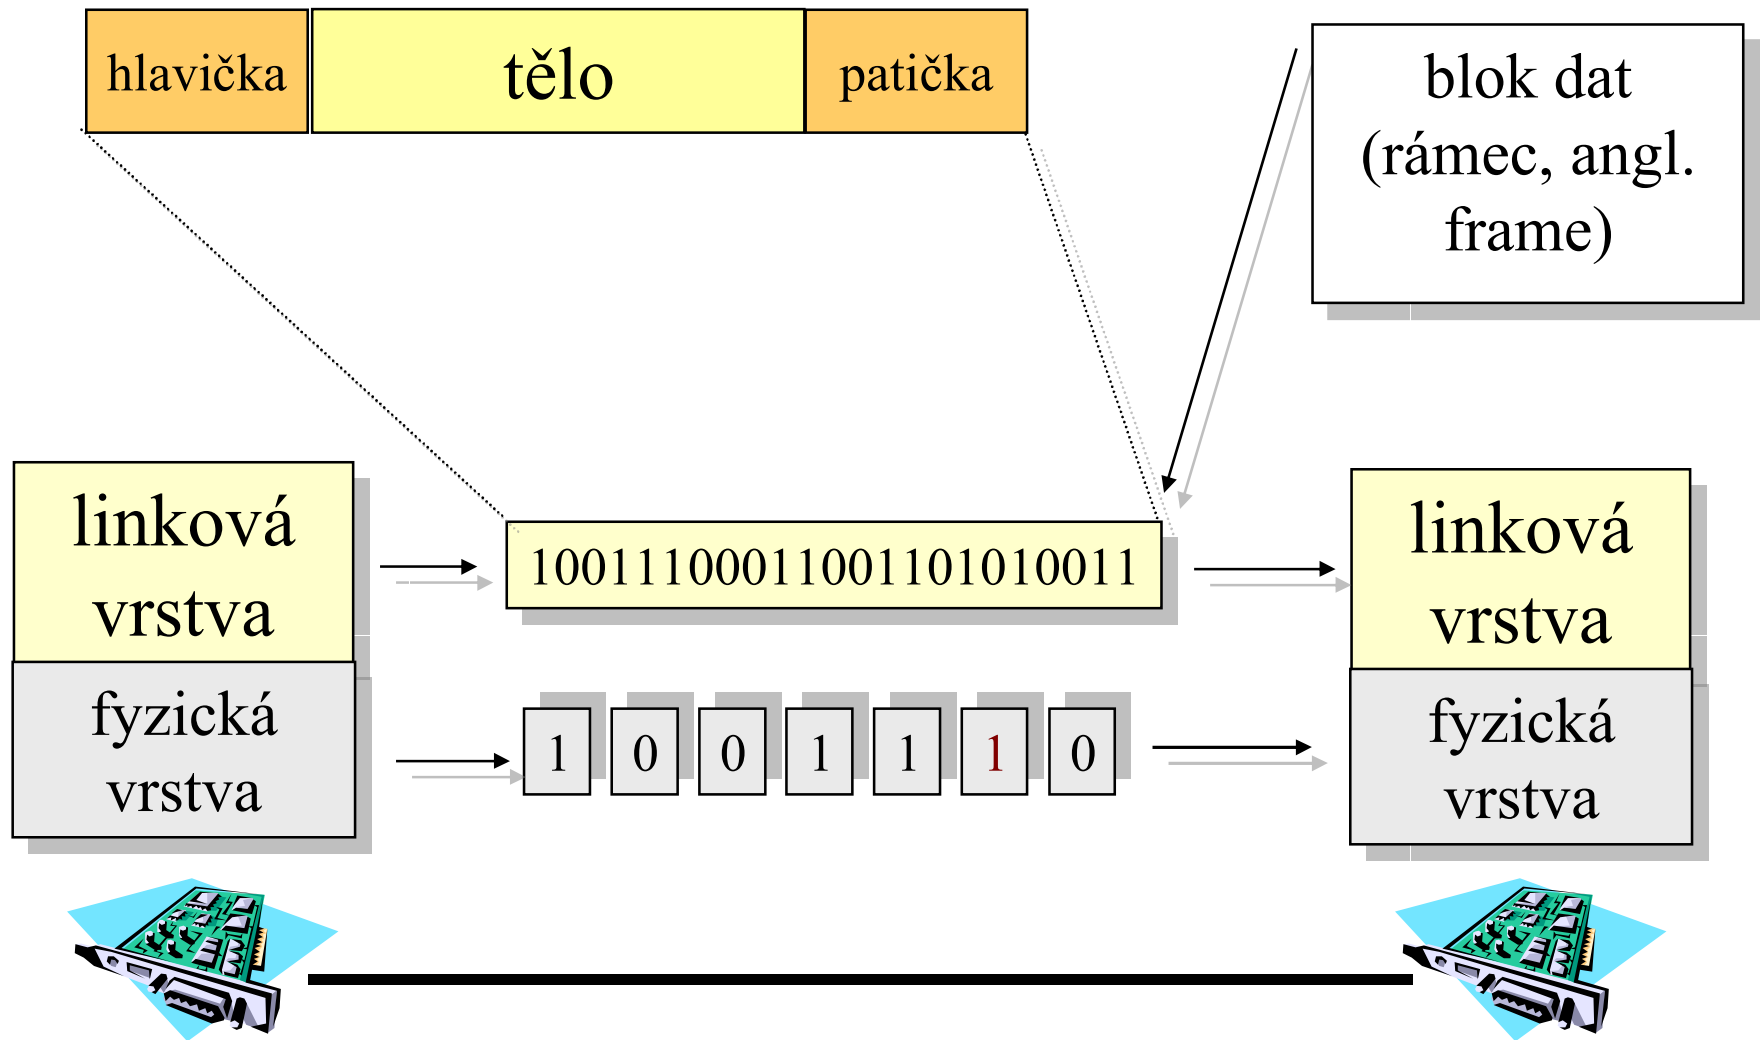 hlavička
tělo
patička
blok dat
(rámec, angl.
frame)
linková
vrstva
10011100011001101010011
linková
vrstva
fyzická
vrstva
1 0 0 1 1 1 0
fyzická
vrstva